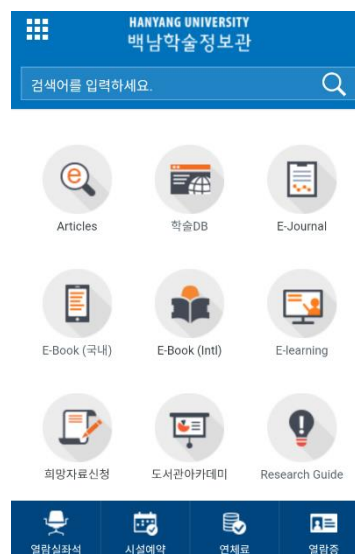 HANYANG UNIVERSITY
백남학술정보관
검색어를 입력하세요.
Articles
학술DB
E-Journal
E-Book (국내)
E-Book (Intl)
E-learning
희망자료신청
도서관아카데미
Research Guide
열람실좌석
시설예약
연체료
열람증